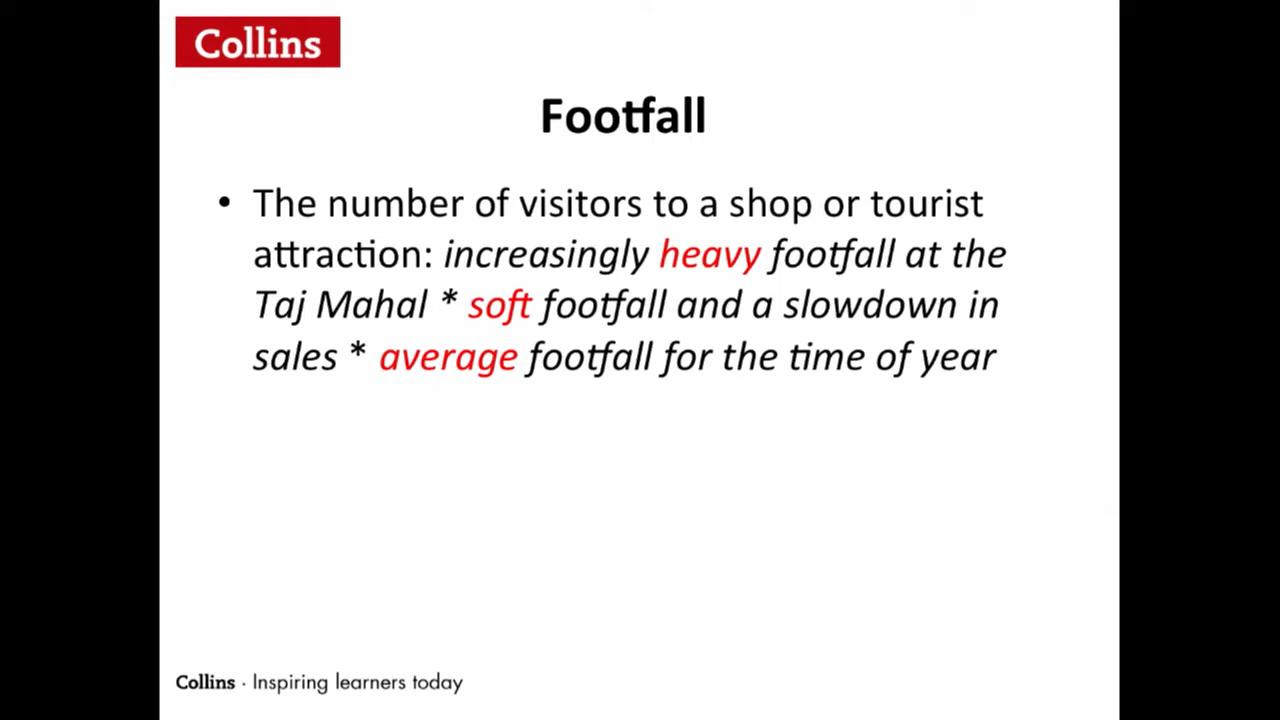 Collins
Footfall
• The number of visitors to a shop or tourist
attraction: increasingly heavy footfall at the
Taj Mahal * soft footfall and a slowdown in
sales * average footfall for the time of year
Collins · Inspiring learners today